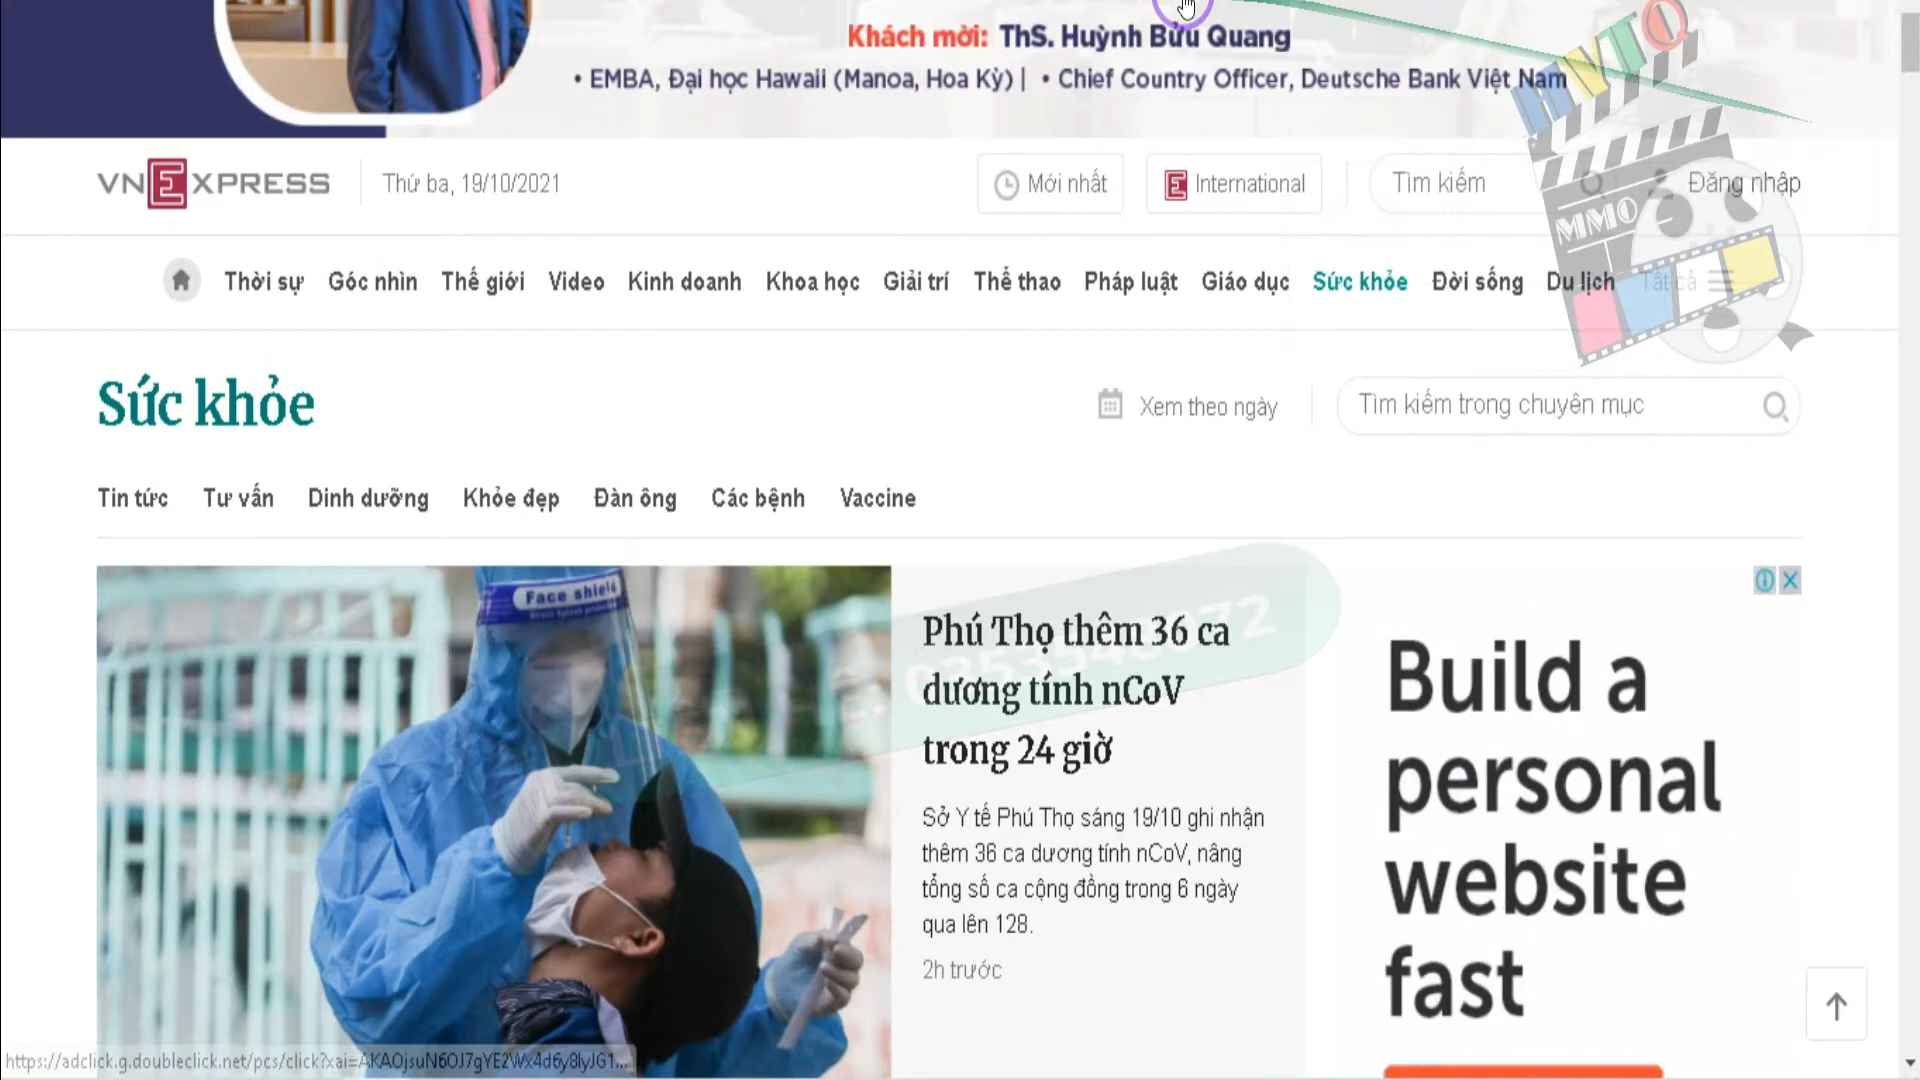 Khách mời: ThS. Huỳnh Bửu Quang
• EMBA, Đại học Hawaii (Manoa, Hoa Kỳ) | • Chief Country Officer, Deutsche Bank Việt Nam
HVTQ
VNEXPRESS
Thứ ba, 19/10/2021
Mới nhất
E International
Tìm kiếm
Đăng nhập
MMO
Thời sự Góc nhìn Thế giới Video Kinh doanh Khoa học Giải trí Thể thao Pháp luật Giáo dục Sức khỏe Đời sống Du lịch Tất cả
Sức khỏe
Xem theo ngày
Tìm kiếm trong chuyên mục
Tin tức Tư vấn Dinh dưỡng Khỏe đẹp Đàn ông Các bệnh Vaccine
Face shield
Phú Thọ thêm 36 ca
dương tính nCoV
trong 24 giờ
Sở Y tế Phú Thọ sáng 19/10 ghi nhận
thêm 36 ca dương tính nCoV, nâng
tổng số ca cộng đồng trong 6 ngày
qua lên 128.
2h trước
Build a
personal
website
fast